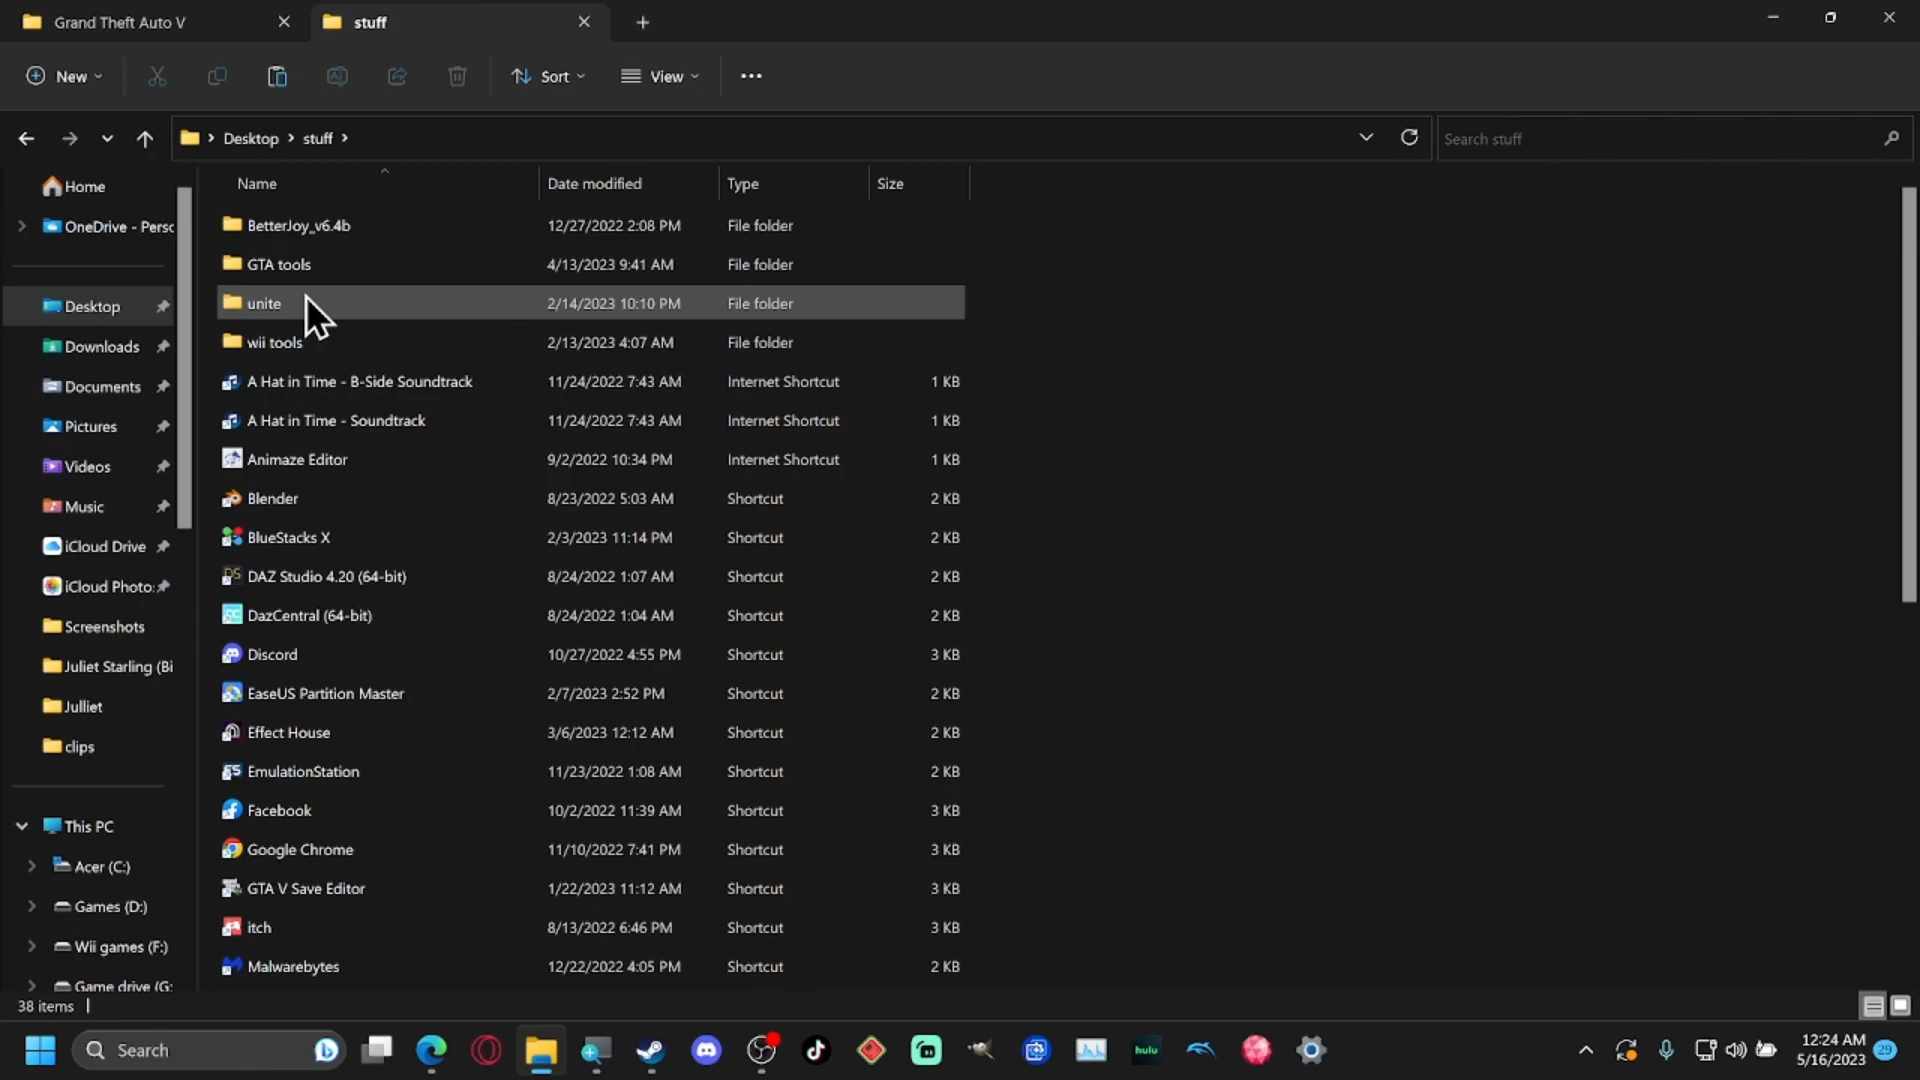 Grand Theft Auto V
stuff
New
Sort
View
Desktop
stuff
Search stuff
Name
Date modified
Type
Size
Home
OneDrive - Persc
Desktop
Downloads
Documents
Pictures
Videos
Music
iCloud Drive
iCloud Photo:
Screenshots
Juliet Starling (Bi
Julliet
clips
This PC
Acer (C:)
Games (D:)
Wii games (F:)
Game drive (G:
BetterJoy_v6.4b 12/27/2022 2:08 PM File folder
GTA tools 4/13/2023 9:41 AM File folder
unite 2/14/2023 10:10 PM File folder
wii tools 2/13/2023 4:07 AM File folder
A Hat in Time - B-Side Soundtrack 11/24/2022 7:43 AM Internet Shortcut 1 KB
A Hat in Time - Soundtrack 11/24/2022 7:43 AM Internet Shortcut 1 KB
Animaze Editor 9/2/2022 10:34 PM Internet Shortcut 1 KB
Blender 8/23/2022 5:03 AM Shortcut 2 KB
BlueStacks X 2/3/2023 11:14 PM Shortcut 2 KB
DAZ Studio 4.20 (64-bit) 8/24/2022 1:07 AM Shortcut 2 KB
DazCentral (64-bit) 8/24/2022 1:04 AM Shortcut 2 KB
Discord 10/27/2022 4:55 PM Shortcut 3 KB
EaseUS Partition Master 2/7/2023 2:52 PM Shortcut 2 KB
Effect House 3/6/2023 12:12 AM Shortcut 2 KB
EmulationStation 11/23/2022 1:08 AM Shortcut 2 KB
Facebook 10/2/2022 11:39 AM Shortcut 3 KB
Google Chrome 11/10/2022 7:41 PM Shortcut 3 KB
GTA V Save Editor 1/22/2023 11:12 AM Shortcut 3 KB
itch 8/13/2022 6:46 PM Shortcut 3 KB
Malwarebytes 12/22/2022 4:05 PM Shortcut 2 KB
38 items
Search
hulu
12:24 AM
5/16/2023
29